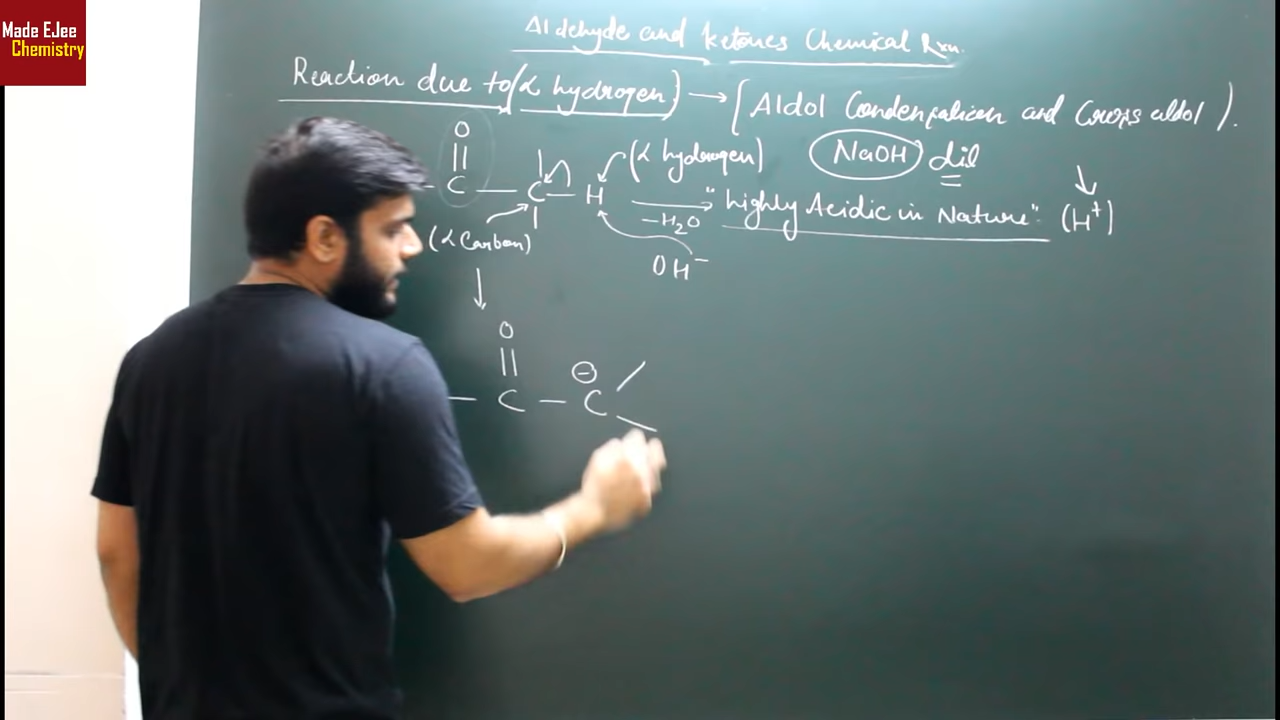 Made EJee
Chemistry
Aldehyde and Ketones Chemical Rxn.
Reaction due to (α hydrogen) → [Aldol Condensation and Cross aldol).
O
||
C — C — H
(α hydrogen)
NaOH dil
−H₂O
"highly Acidic in Nature".
(H⁺)
(α Carbon)
OH⁻
O
||
— C — C
⊖